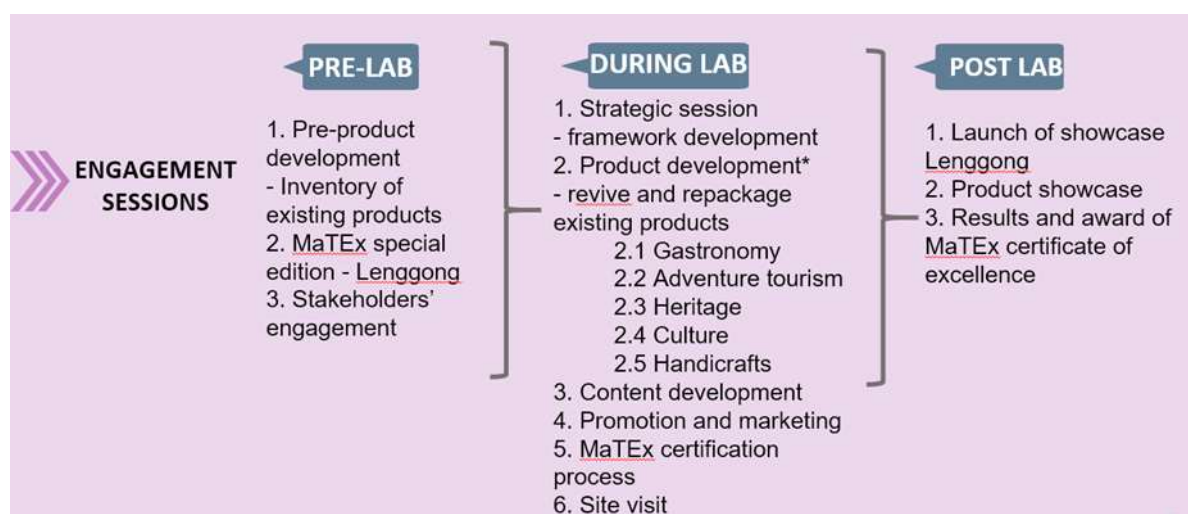 ENGAGEMENT
SESSIONS
PRE-LAB
1. Pre-product
development
- Inventory of
existing products
2. MaTEx special
edition - Lenggong
3. Stakeholders'
engagement
DURING LAB
1. Strategic session
- framework development
2. Product development*
- revive and repackage
existing products
2.1 Gastronomy
2.2 Adventure tourism
2.3 Heritage
2.4 Culture
2.5 Handicrafts
3. Content development
4. Promotion and marketing
5. MaTEx certification
process
6. Site visit
POST LAB
1. Launch of showcase
Lenggong
2. Product showcase
3. Results and award of
MaTEx certificate of
excellence